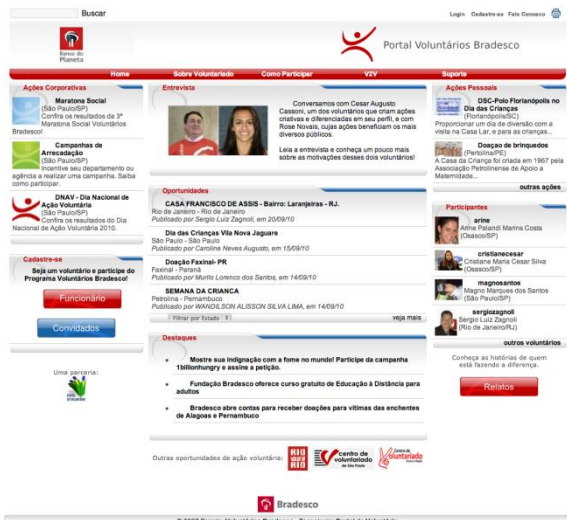 Buscar
Login Cadastre-se Fale Conosco
Banco do
Planeta
Portal Voluntários Bradesco
Home Sobre Voluntariado Como Participar V2V Suporte
Ações Corporativas
Maratona Social
(São Paulo/SP)
Confira os resultados da 3ª
Maratona Social Voluntários
Bradesco!
Campanhas de
Arrecadação
(São Paulo/SP)
Incentive seu departamento ou
agência a realizar uma campanha. Saiba
como participar.
DNAV - Dia Nacional de
Ação Voluntária
(São Paulo/SP)
Confira os resultados do Dia
Nacional de Ação Voluntária 2010.
Cadastre-se
Seja um voluntário e participe do
Programa Voluntários Bradesco!
Funcionário
Convidados
Uma parceria:
Entrevista
Conversamos com Cesar Augusto
Cassoni, um dos voluntários que criam ações
criativas e diferenciadas em seu perfil, e com
Rose Novais, cujas ações beneficiam os mais
diversos públicos.
Leia a entrevista e conheça um pouco mais
sobre as motivações desses dois voluntários!
Oportunidades
CASA FRANCISCO DE ASSIS - Bairro: Laranjeiras - RJ.
Rio de Janeiro - Rio de Janeiro
Publicado por Sergio Luiz Zagnoli, em 20/09/10
Dia das Crianças Vila Nova Jaguare
São Paulo - São Paulo
Publicado por Caroline Neves Augusto, em 15/09/10
Doação Faxinal- PR
Faxinal - Paraná
Publicado por Murilo Lorenco dos Santos, em 14/09/10
SEMANA DA CRIANCA
Petrolina - Pernambuco
Publicado por WANDILSON ALISSON SILVA LIMA, em 14/09/10
Filtrar por Estado
veja mais
Destaques
Mostre sua indignação com a fome no mundo! Participe da campanha
1billionhungry e assine a petição.
Fundação Bradesco oferece curso gratuito de Educação à Distância para
adultos
Bradesco abre contas para receber doações para vítimas das enchentes
de Alagoas e Pernambuco
Ações Pessoais
DSC-Polo Florianópolis no
Dia das Crianças
(Florianópolis/SC)
Proporcionar um dia de diversão com a
visita na Casa Lar, e para as crianças...
Doaçao de brinquedos
(Pertolina/PE)
A Casa da Criança foi criada em 1967 pela
Associação Petrolinense de Apoio a
Maternidade...
outras ações
Participantes
arine
Arine Palandi Marins Costa
(Osasco/SP)
cristianecesar
Cristiane Maria Cesar Silva
(Osasco/SP)
magnosantos
Magno Marques dos Santos
(São Paulo/SP)
sergiozagnoli
Sergio Luiz Zagnoli
(Rio de Janeiro/RJ)
outros voluntários
Conheça as histórias de quem
está fazendo a diferença.
Relatos
Outras oportunidades de ação voluntária:
RIO
RIO
centro de
voluntariado
de São Paulo
Centro de
Voluntariado
Bradesco